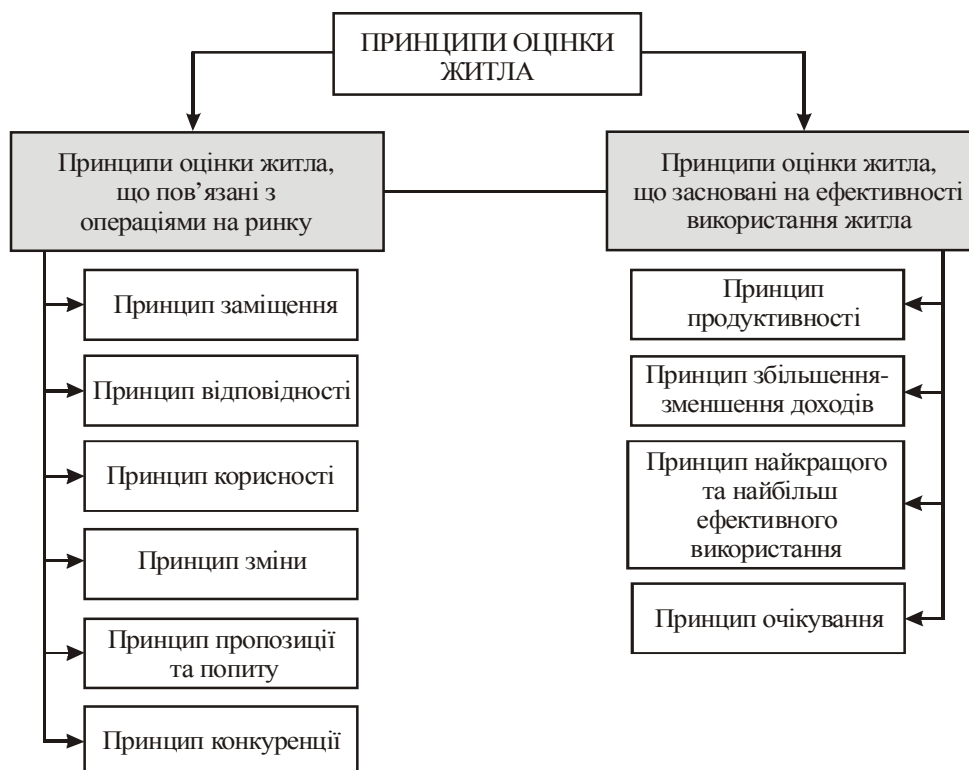 ПРИНЦИПИ ОЦІНКИ
ЖИТЛА
Принципи оцінки житла,
що пов’язані з
операціями на ринку
Принцип заміщення
Принцип відповідності
Принцип корисності
Принцип зміни
Принцип пропозиції
та попиту
Принцип конкуренції
Принципи оцінки житла,
що засновані на ефективності
використання житла
Принцип
продуктивності
Принцип збільшення-
зменшення доходів
Принцип найкращого
та найбільш
ефективного
використання
Принцип очікування